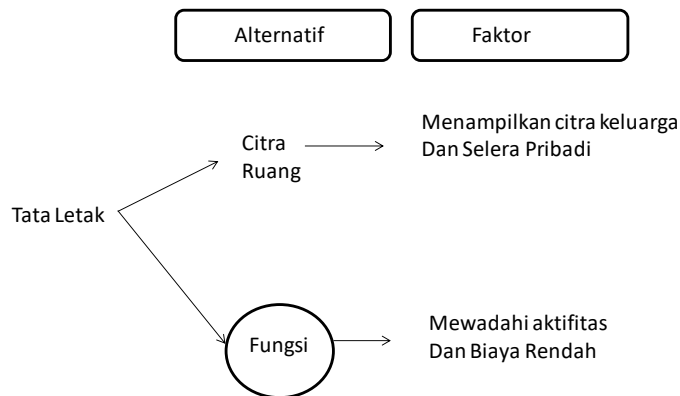 Alternatif
Faktor
Menampilkan citra keluarga
Dan Selera Pribadi
Citra
Ruang
Tata Letak
Fungsi
Mewadahi aktifitas
Dan Biaya Rendah